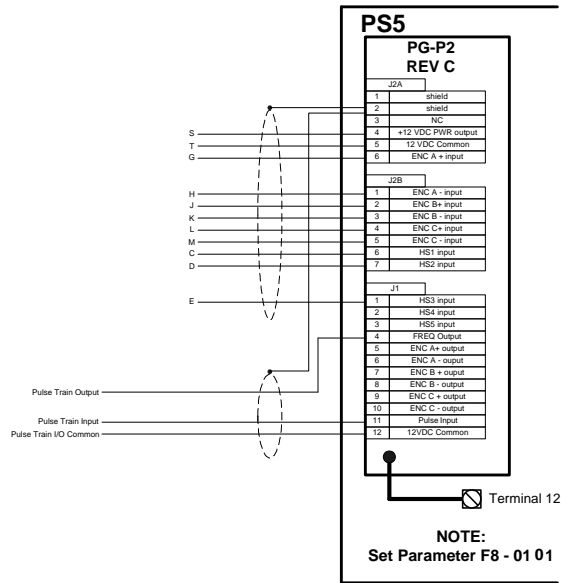 PS5
PG-P2
REV C
J2A
1 shield
2 shield
3 NC
S 4 +12 VDC PWR output
T 5 12 VDC Common
G 6 ENC A + input
J2B
H 1 ENC A - input
J 2 ENC B+ input
K 3 ENC B - input
L 4 ENC C+ input
M 5 ENC C - input
C 6 HS1 input
D 7 HS2 input
J1
E 1 HS3 input
2 HS4 input
3 HS5 input
4 FREQ Output
5 ENC A+ output
6 ENC A - ouput
7 ENC B + ouput
8 ENC B - output
9 ENC C + output
10 ENC C - output
Pulse Train Output
Pulse Train Input 11 Pulse Input
Pulse Train I/O Common 12 12VDC Common
Terminal 12
NOTE:
Set Parameter F8 - 01 01